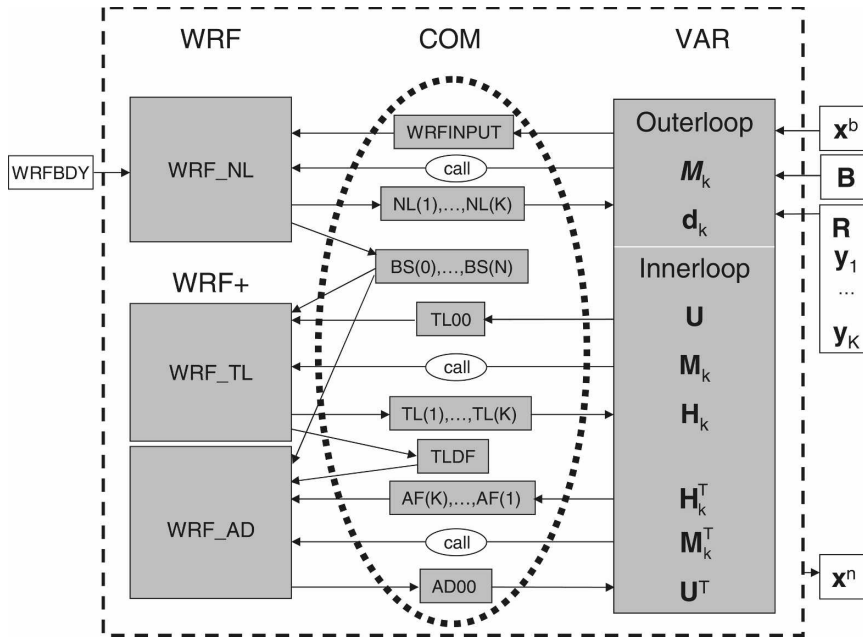 WRF COM VAR
WRFINPUT Outerloop x^b
WRFBDY WRF_NL call M_k B
NL(1),...,NL(K) d_k R
BS(0),...,BS(N) Innerloop y_1
WRF+ ...
TL00 U y_K
WRF_TL call M_k
TL(1),...,TL(K) H_k
TLDF
AF(K),...,AF(1) H_k^T
WRF_AD call M_k^T
AD00 U^T x^n